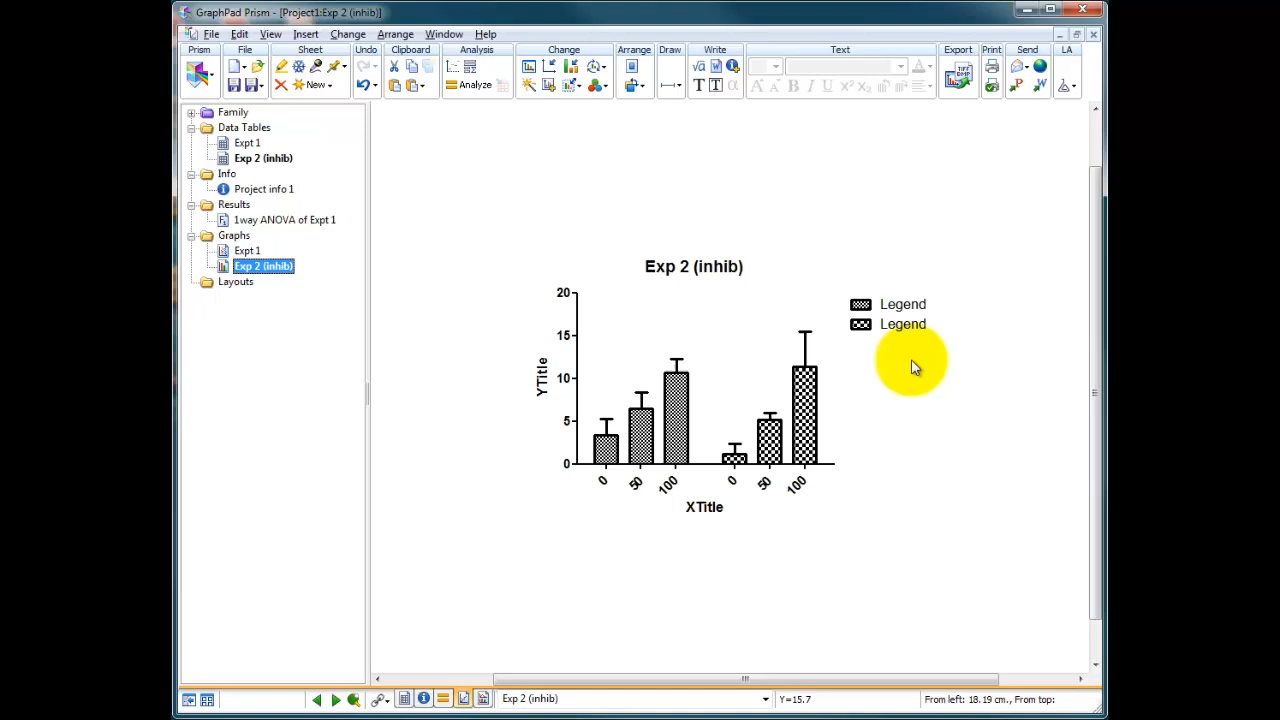 GraphPad Prism - [Project1:Exp 2 (inhib)]
File Edit View Insert Change Arrange Window Help
Prism File Sheet Undo Clipboard Analysis Change Arrange Draw Write Text Export Print Send LA
New Analyze
Family
Data Tables
Expt 1
Exp 2 (inhib)
Info
Project info 1
Results
1way ANOVA of Expt 1
Graphs
Expt 1
Exp 2 (inhib)
Layouts
Exp 2 (inhib)
20
15
10
5
0
YTitle
0 50 100 0 50 100
XTitle
Legend
Legend
Exp 2 (inhib) Y=15.7 From left: 18.19 cm., From top: